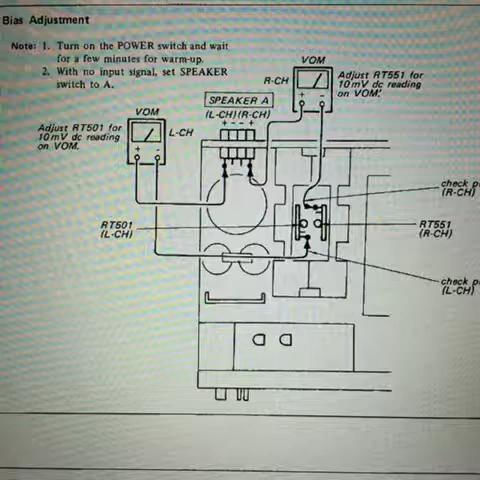 Bias Adjustment
Note: 1. Turn on the POWER switch and wait
for a few minutes for warm-up.
2. With no input signal, set SPEAKER
switch to A.
VOM
R-CH
Adjust RT551 for
10mV dc reading
on VOM.
SPEAKER A
(L-CH) (R-CH)
+ - - +
+ -
VOM
L-CH
Adjust RT501 for
10mV dc reading
on VOM.
+ -
check p
(R-CH)
RT501
(L-CH)
RT551
(R-CH)
check p
(L-CH)